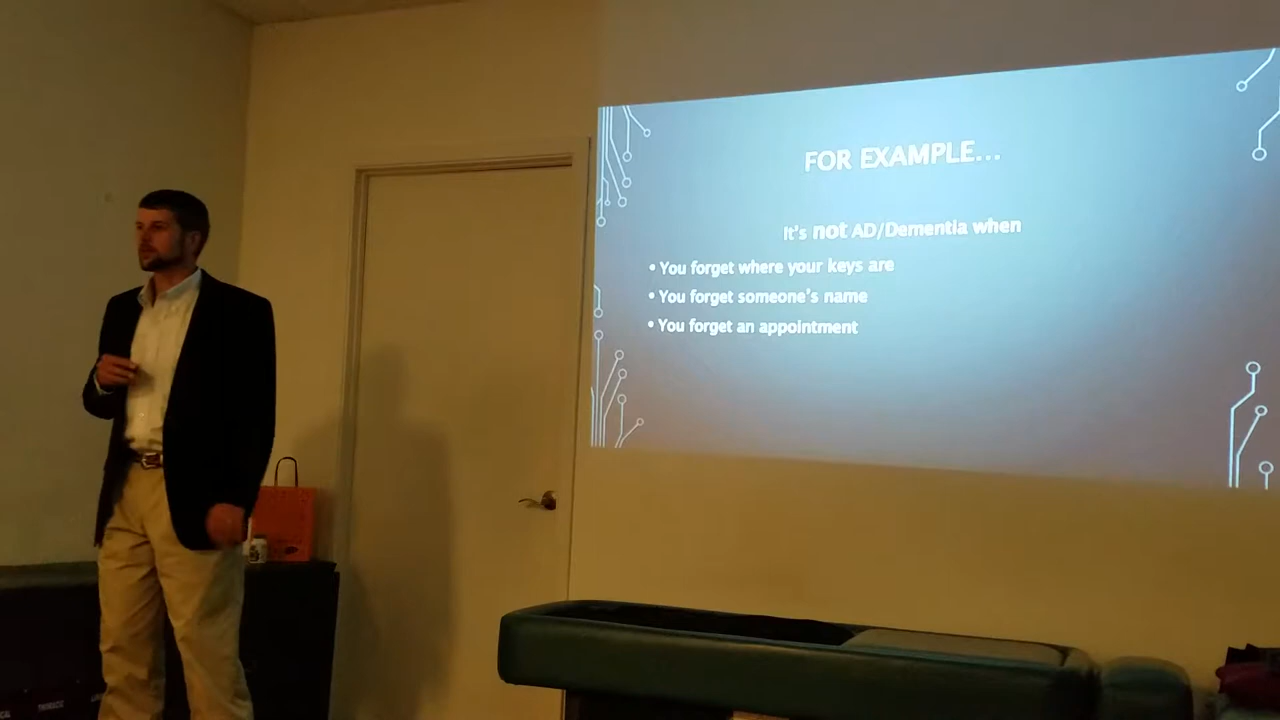 FOR EXAMPLE...
It's not AD/Dementia when
• You forget where your keys are
• You forget someone's name
• You forget an appointment
THORACIC